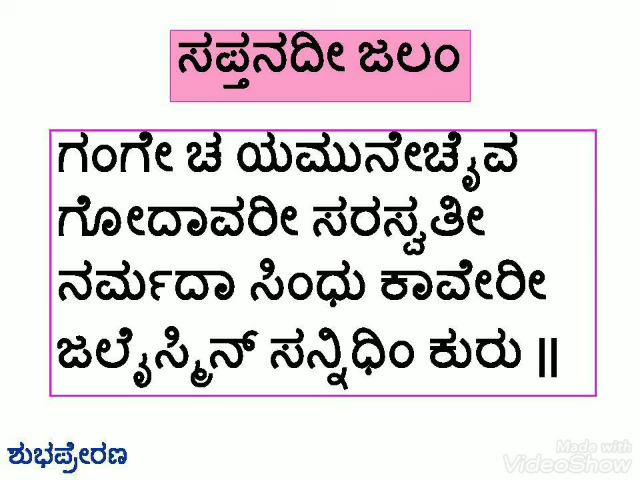 ಸಪ್ತನದೀ ಜಲಂ
ಗಂಗೇ ಚ ಯಮುನೇಚೈವ
ಗೋದಾವರೀ ಸರಸ್ವತೀ
ನರ್ಮದಾ ಸಿಂಧು ಕಾವೇರೀ
ಜಲೈಸ್ಮಿನ್ ಸನ್ನಿಧಿಂ ಕುರು ||
ಶುಭಪ್ರೇರಣ
Made with
VideoShow